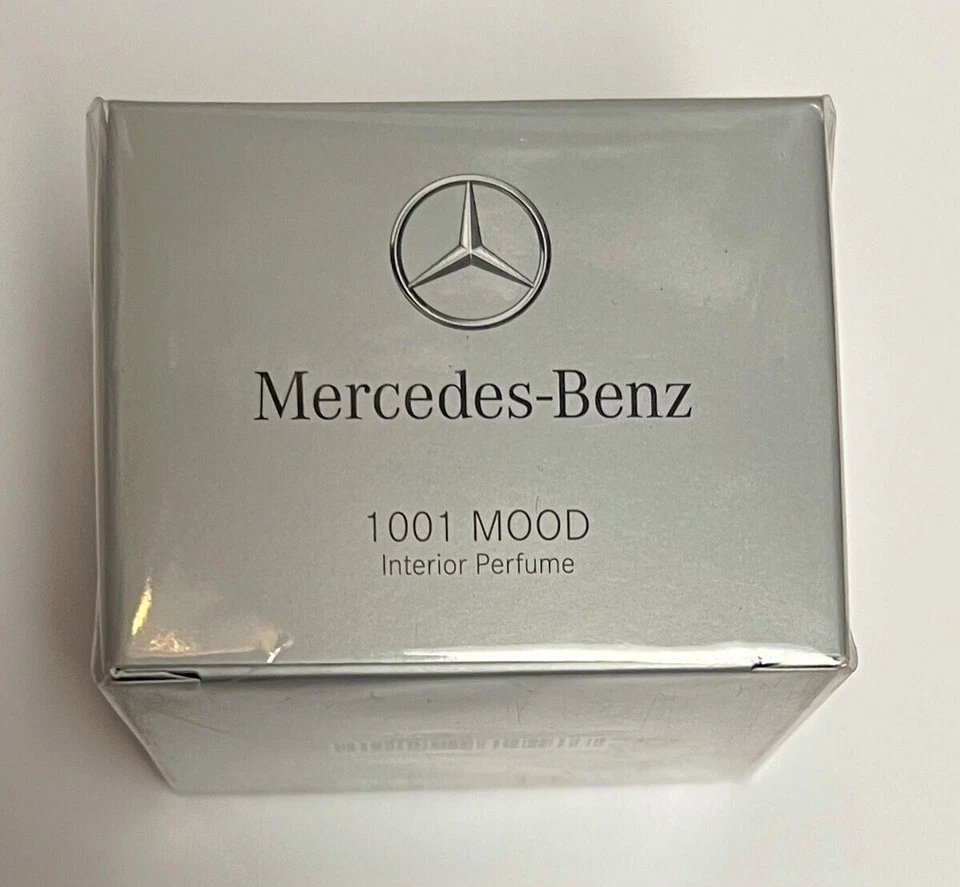 Mercedes-Benz
1001 MOOD
Interior Perfume